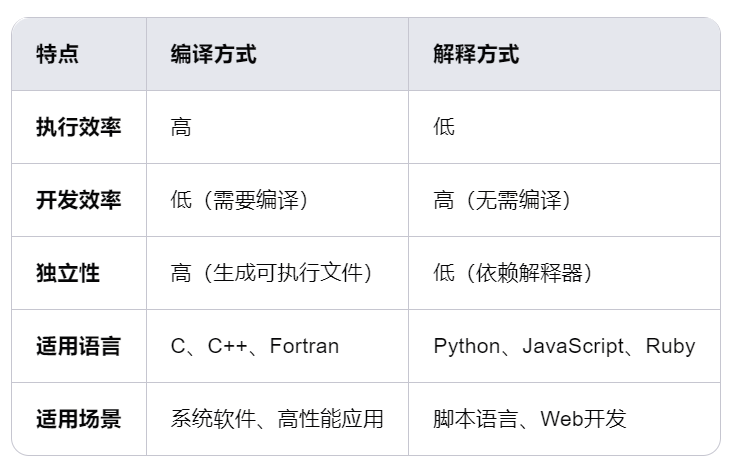 特点 编译方式 解释方式
执行效率 高 低
开发效率 低（需要编译） 高（无需编译）
独立性 高（生成可执行文件） 低（依赖解释器）
适用语言 C、C++、Fortran Python、JavaScript、Ruby
适用场景 系统软件、高性能应用 脚本语言、Web开发